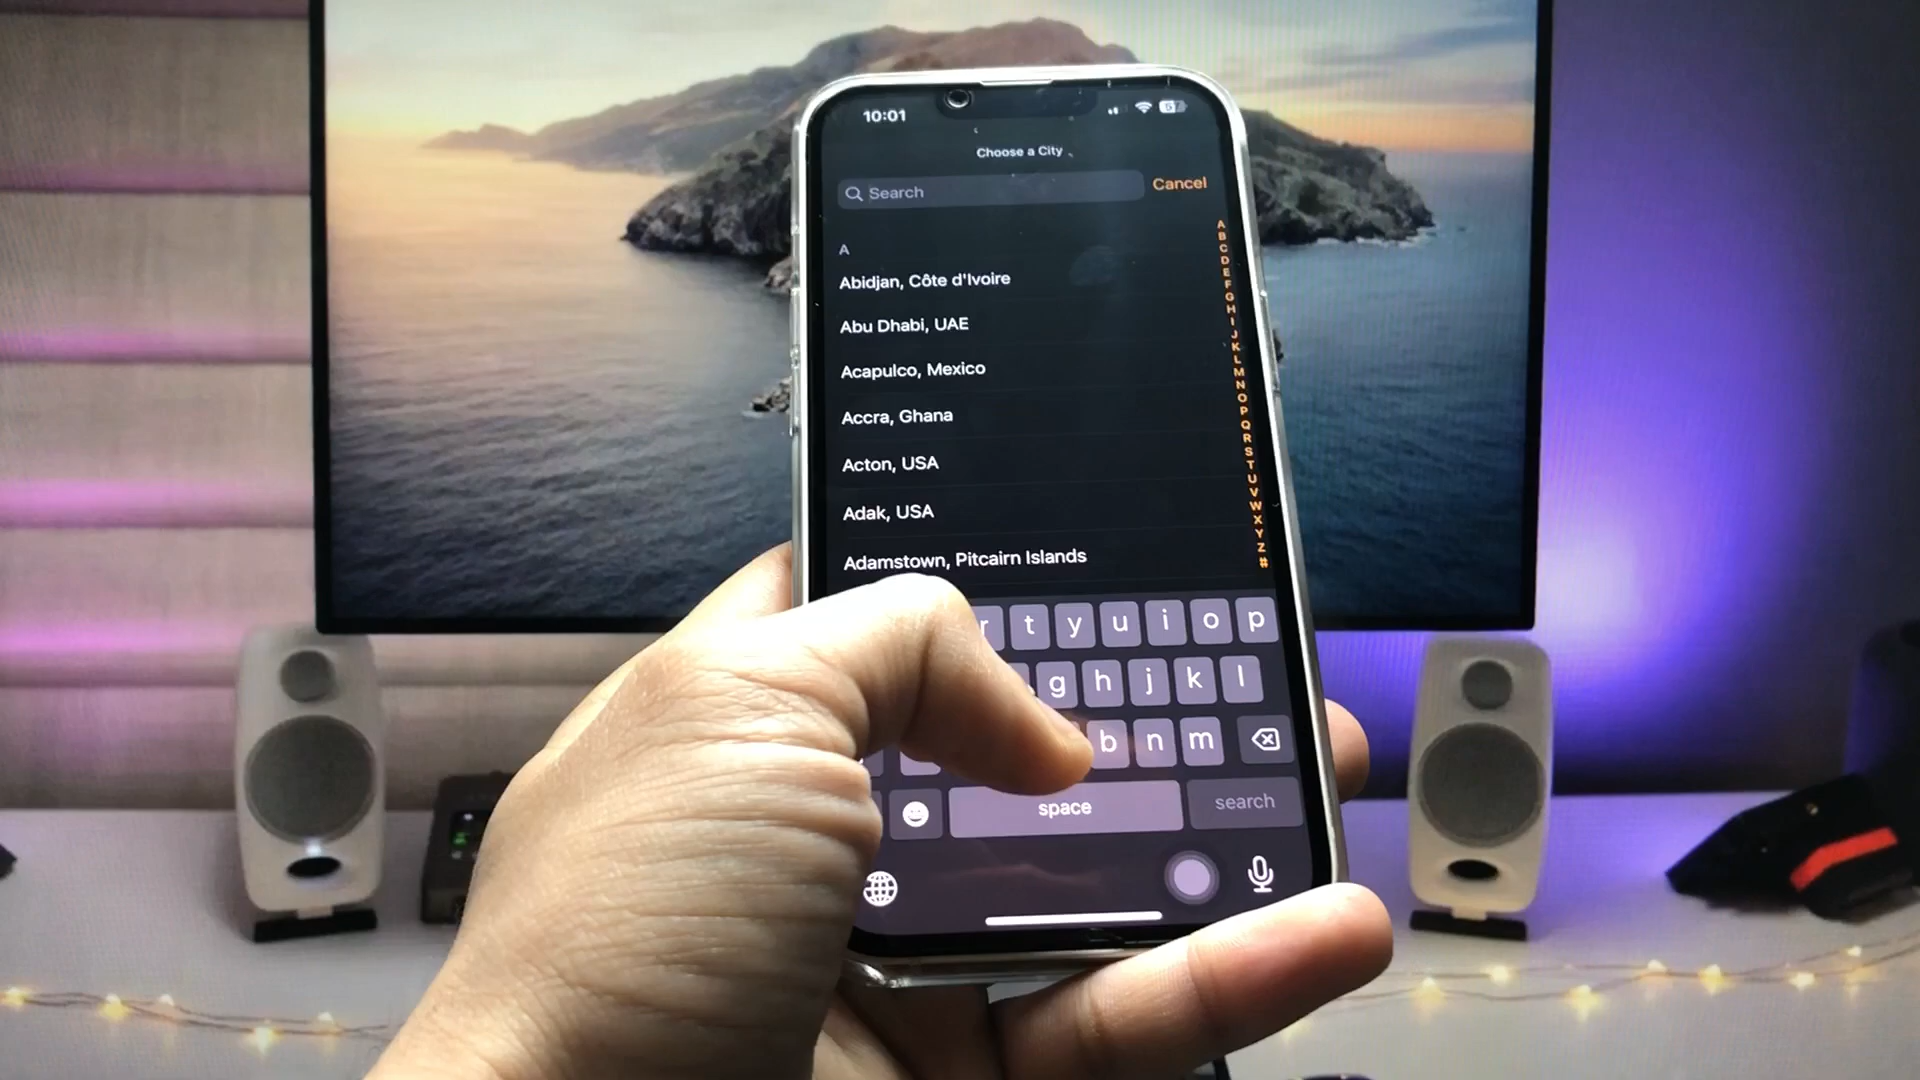 10:01
57
Choose a City
Search
Cancel
A
Abidjan, Côte d'Ivoire
Abu Dhabi, UAE
Acapulco, Mexico
Accra, Ghana
Acton, USA
Adak, USA
Adamstown, Pitcairn Islands
A
B
C
D
E
F
G
H
I
J
K
L
M
N
O
P
Q
R
S
T
U
V
W
X
Y
Z
#
r t y u i o p
g h j k l
b n m
space search